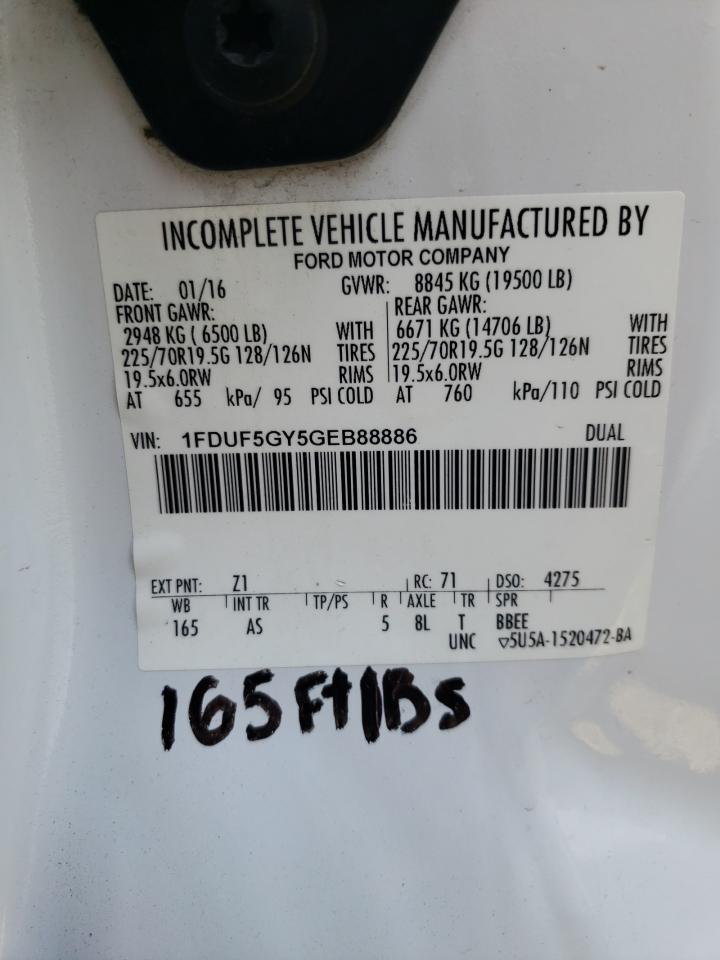 INCOMPLETE VEHICLE MANUFACTURED BY
FORD MOTOR COMPANY
DATE: 01/16 GVWR: 8845 KG (19500 LB)
FRONT GAWR: REAR GAWR:
2948 KG ( 6500 LB) WITH 6671 KG (14706 LB) WITH
225/70R19.5G 128/126N TIRES 225/70R19.5G 128/126N TIRES
19.5x6.0RW RIMS 19.5x6.0RW RIMS
AT 655 kPa/ 95 PSI COLD AT 760 kPa/110 PSI COLD
VIN: 1FDUF5GY5GEB88886 DUAL
EXT PNT: Z1 RC: 71 DSO: 4275
WB INT TR TP/PS R AXLE TR SPR
165 AS 5 8L T BBEE
UNC ▽5U5A-1520472-BA
165 Ft lBs